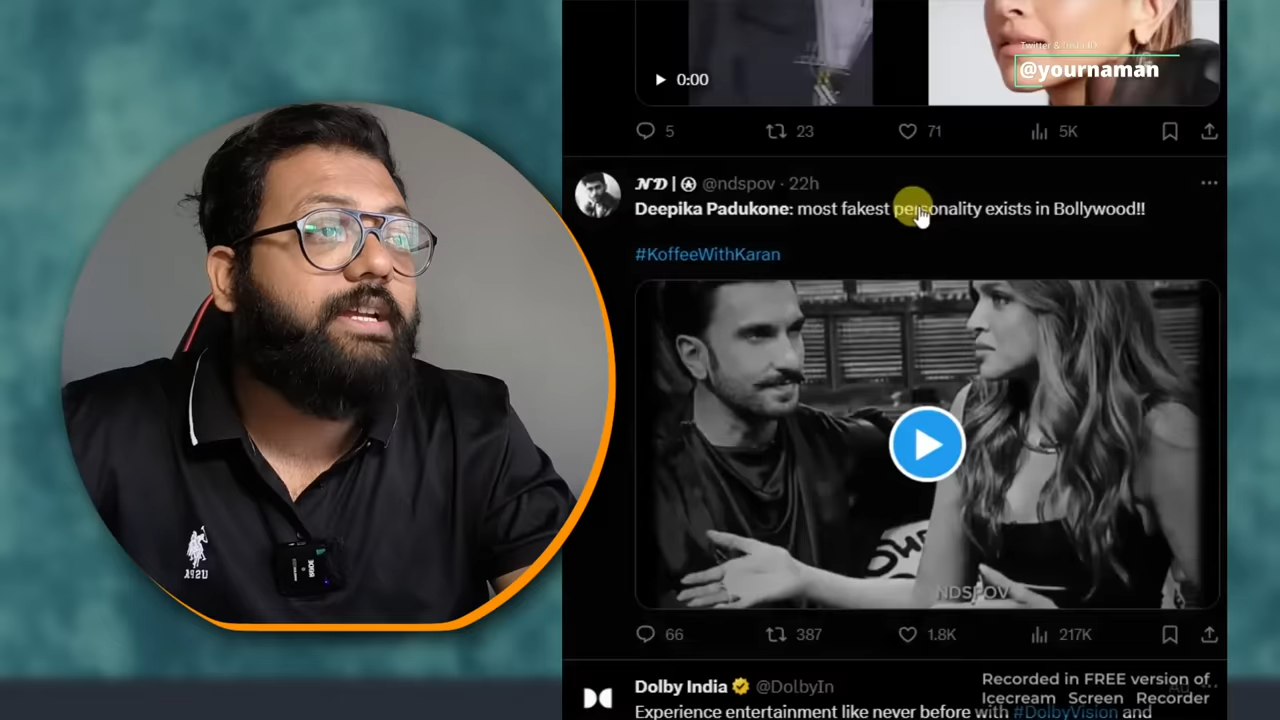 Twitter & Insta ID
@yournaman
0:00
5
23
71
5K
ND | @ndspov · 22h
Deepika Padukone: most fakest personality exists in Bollywood!!
#KoffeeWithKaran
NDSPOV
66
387
1.8K
217K
Dolby India @DolbyIn
Ad
Experience entertainment like never before with #DolbyVision and
Recorded in FREE version of
Icecream Screen Recorder
USPA